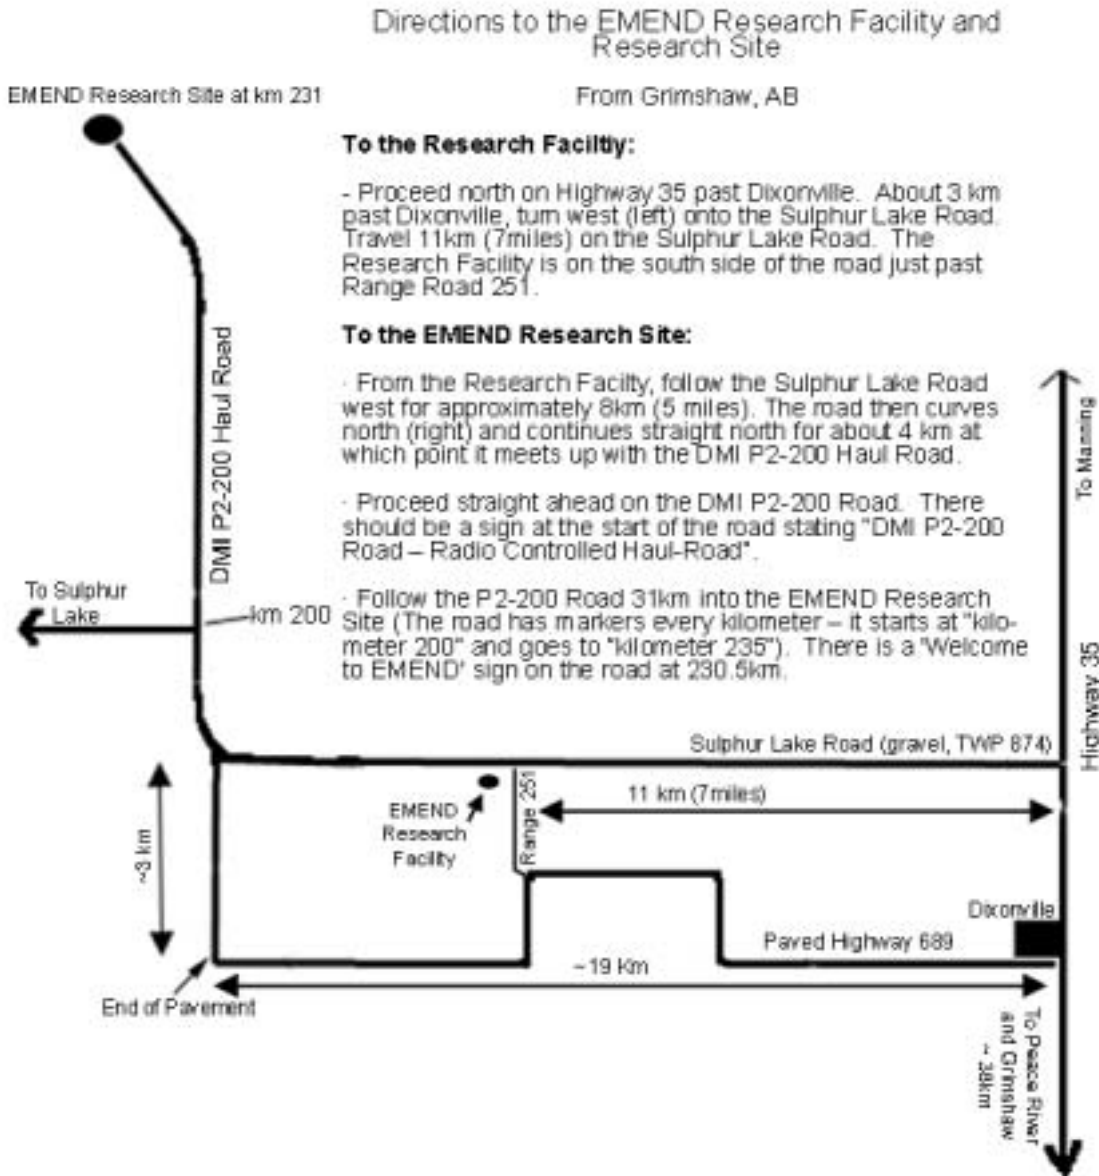 Directions to the EMEND Research Facility and
Research Site
From Grimshaw, AB
EMEND Research Site at km 231
To the Research Faciltiy:
- Proceed north on Highway 35 past Dixonville. About 3 km
past Dixonville, turn west (left) onto the Sulphur Lake Road.
Travel 11km (7miles) on the Sulphur Lake Road. The
Research Facility is on the south side of the road just past
Range Road 251.
To the EMEND Research Site:
· From the Research Facilty, follow the Sulphur Lake Road
west for approximately 8km (5 miles). The road then curves
north (right) and continues straight north for about 4 km at
which point it meets up with the DMI P2-200 Haul Road.
· Proceed straight ahead on the DMI P2-200 Road. There
should be a sign at the start of the road stating "DMI P2-200
Road – Radio Controlled Haul-Road".
· Follow the P2-200 Road 31km into the EMEND Research
Site (The road has markers every kilometer – it starts at "kilo-
meter 200" and goes to "kilometer 235"). There is a 'Welcome
to EMEND' sign on the road at 230.5km.
DMI P2-200 Haul Road
To Sulphur
Lake
km 200
To Manning
Highway 35
Sulphur Lake Road (gravel, TWP 874)
11 km (7miles)
Range 251
EMEND
Research
Facility
~3 km
Dixonville
Paved Highway 689
~19 Km
End of Pavement
To Peace River
and Grimshaw
~ 38km